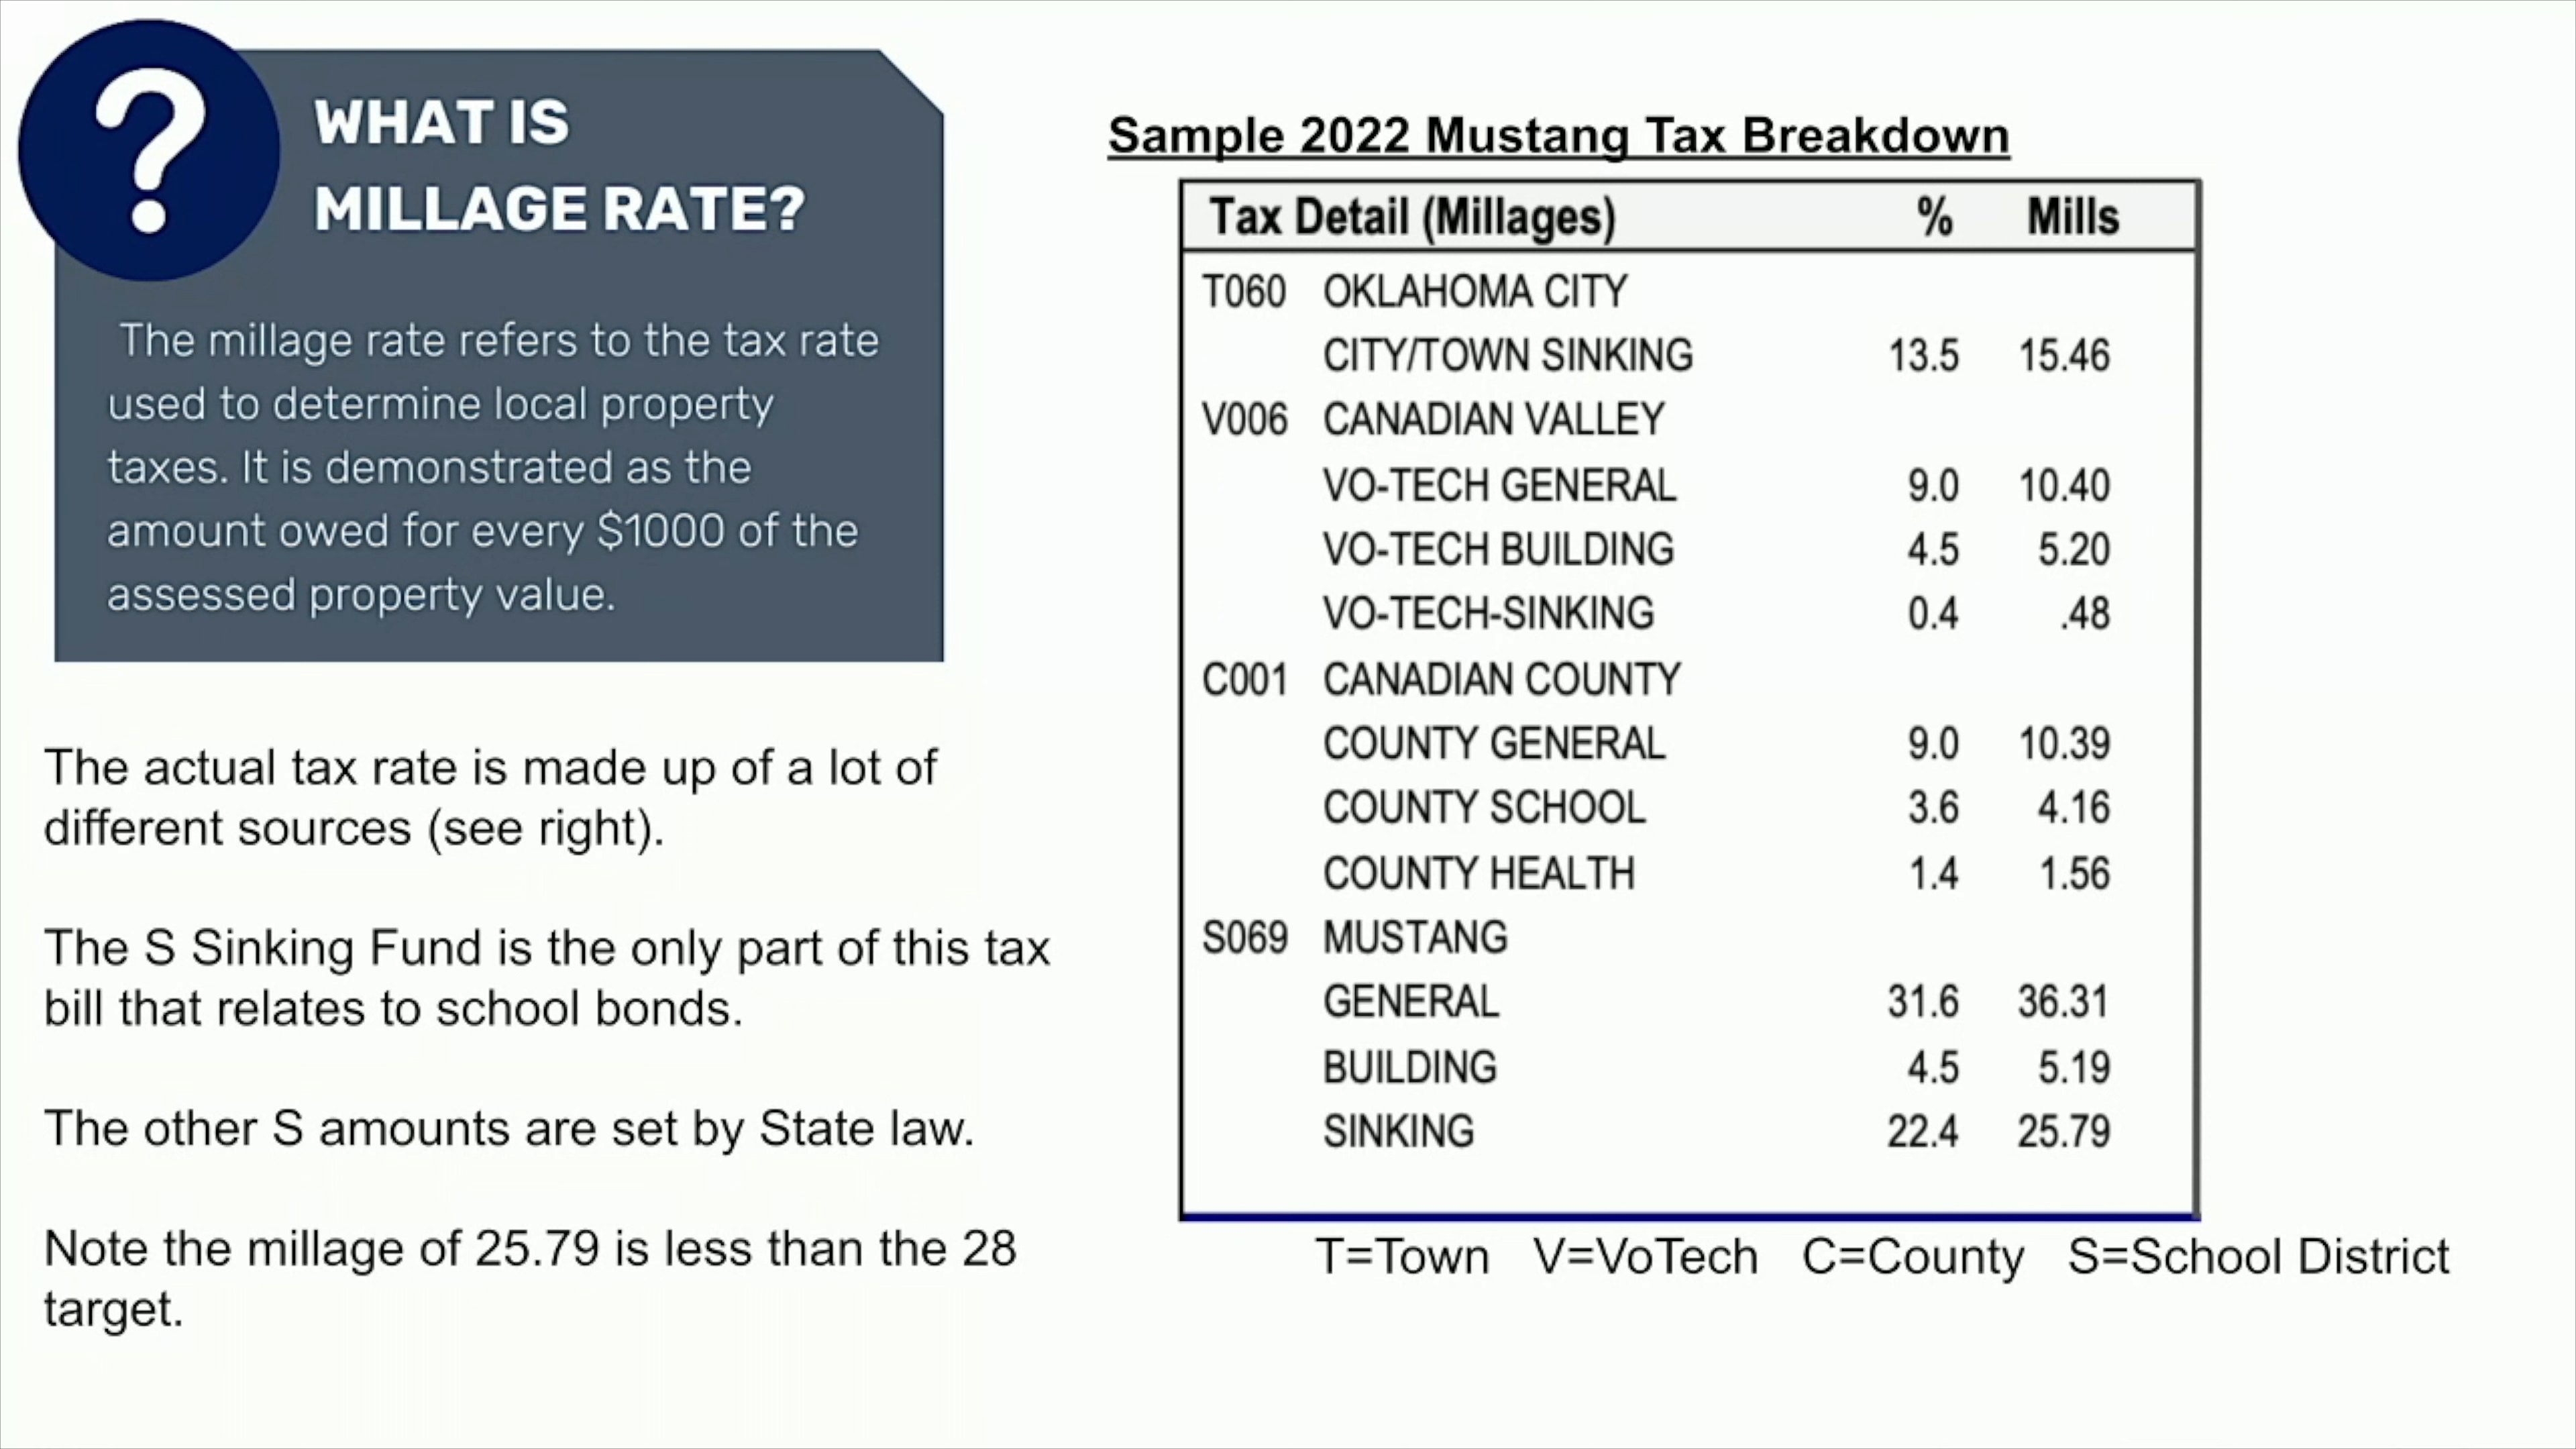 ?
WHAT IS
MILLAGE RATE?
The millage rate refers to the tax rate
used to determine local property
taxes. It is demonstrated as the
amount owed for every $1000 of the
assessed property value.
The actual tax rate is made up of a lot of
different sources (see right).
The S Sinking Fund is the only part of this tax
bill that relates to school bonds.
The other S amounts are set by State law.
Note the millage of 25.79 is less than the 28
target.
Sample 2022 Mustang Tax Breakdown
Tax Detail (Millages) % Mills
T060 OKLAHOMA CITY
CITY/TOWN SINKING 13.5 15.46
V006 CANADIAN VALLEY
VO-TECH GENERAL 9.0 10.40
VO-TECH BUILDING 4.5 5.20
VO-TECH-SINKING 0.4 .48
C001 CANADIAN COUNTY
COUNTY GENERAL 9.0 10.39
COUNTY SCHOOL 3.6 4.16
COUNTY HEALTH 1.4 1.56
S069 MUSTANG
GENERAL 31.6 36.31
BUILDING 4.5 5.19
SINKING 22.4 25.79
T=Town V=VoTech C=County S=School District